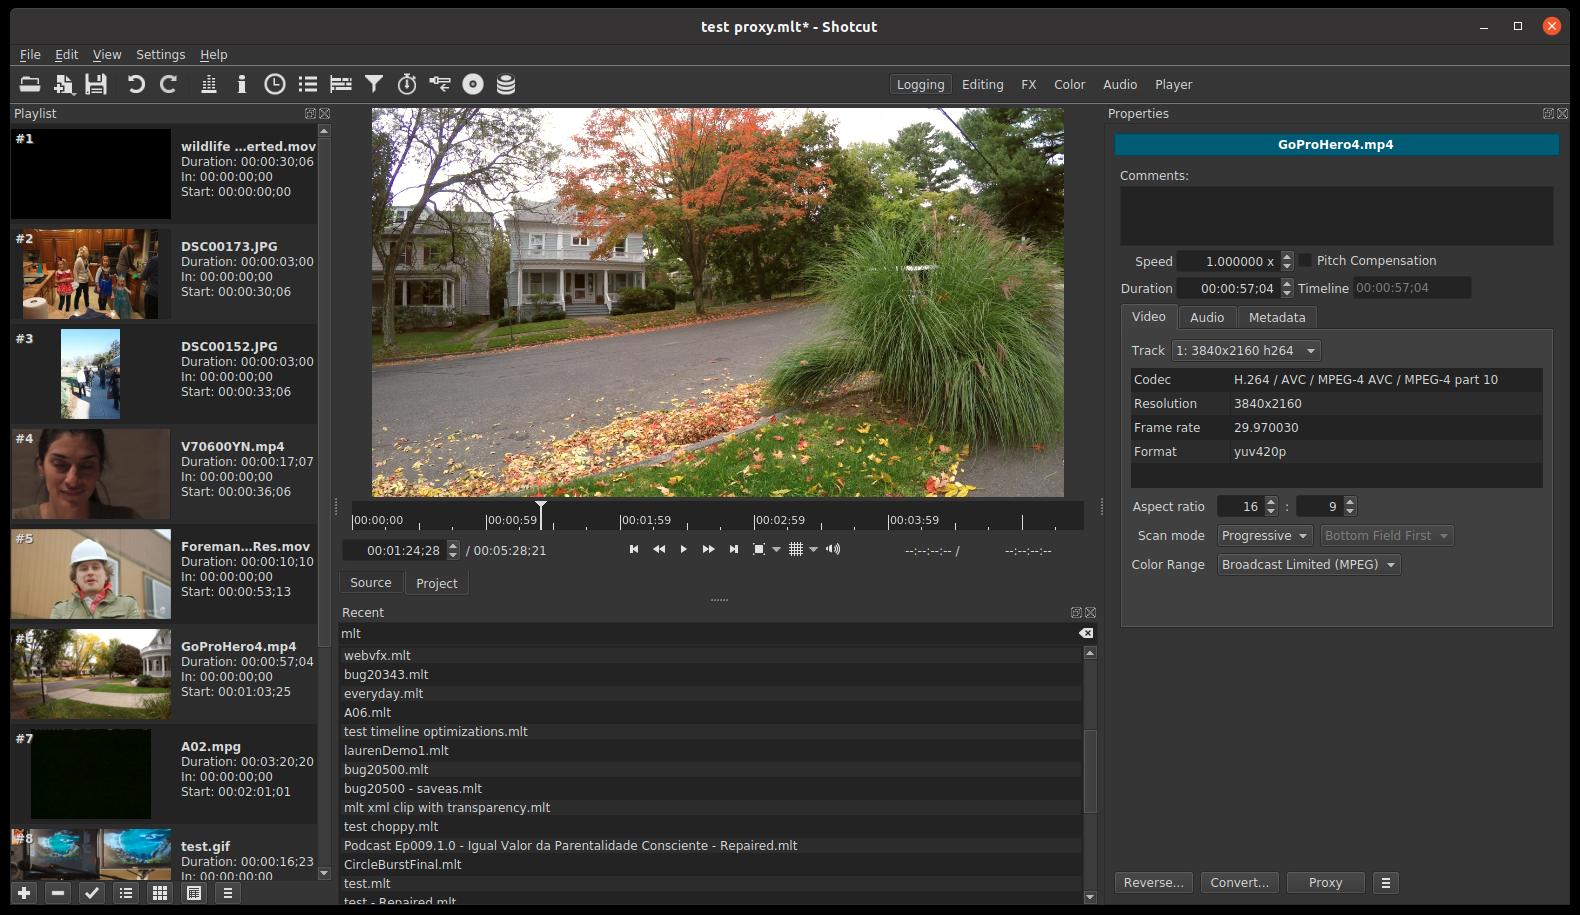 test proxy.mlt* - Shotcut
File Edit View Settings Help
Logging Editing FX Color Audio Player
Playlist
#1
wildlife ...erted.mov
Duration: 00:00:30;06
In: 00:00:00;00
Start: 00:00:00;00
#2
DSC00173.JPG
Duration: 00:00:03;00
In: 00:00:00;00
Start: 00:00:30;06
#3
DSC00152.JPG
Duration: 00:00:03;00
In: 00:00:00;00
Start: 00:00:33;06
#4
V70600YN.mp4
Duration: 00:00:17;07
In: 00:00:00;00
Start: 00:00:36;06
#5
Foreman...Res.mov
Duration: 00:00:10;10
In: 00:00:00;00
Start: 00:00:53;13
#6
GoProHero4.mp4
Duration: 00:00:57;04
In: 00:00:00;00
Start: 00:01:03;25
#7
A02.mpg
Duration: 00:03:20;20
In: 00:00:00;00
Start: 00:02:01;01
#8
test.gif
Duration: 00:00:16;23
In: 00:00:00;00
00:00:00 00:00:59 00:01:59 00:02:59 00:03:59
00:01:24;28 / 00:05:28;21 --:--:--:-- / --:--:--:--
Source Project
Recent
mlt
webvfx.mlt
bug20343.mlt
everyday.mlt
A06.mlt
test timeline optimizations.mlt
laurenDemo1.mlt
bug20500.mlt
bug20500 - saveas.mlt
mlt xml clip with transparency.mlt
test choppy.mlt
Podcast Ep009.1.0 - Igual Valor da Parentalidade Consciente - Repaired.mlt
CircleBurstFinal.mlt
test.mlt
test - Repaired.mlt
Properties
GoProHero4.mp4
Comments:
Speed 1.000000 x Pitch Compensation
Duration 00:00:57;04 Timeline 00:00:57;04
Video Audio Metadata
Track 1: 3840x2160 h264
Codec H.264 / AVC / MPEG-4 AVC / MPEG-4 part 10
Resolution 3840x2160
Frame rate 29.970030
Format yuv420p
Aspect ratio 16 : 9
Scan mode Progressive Bottom Field First
Color Range Broadcast Limited (MPEG)
Reverse... Convert... Proxy